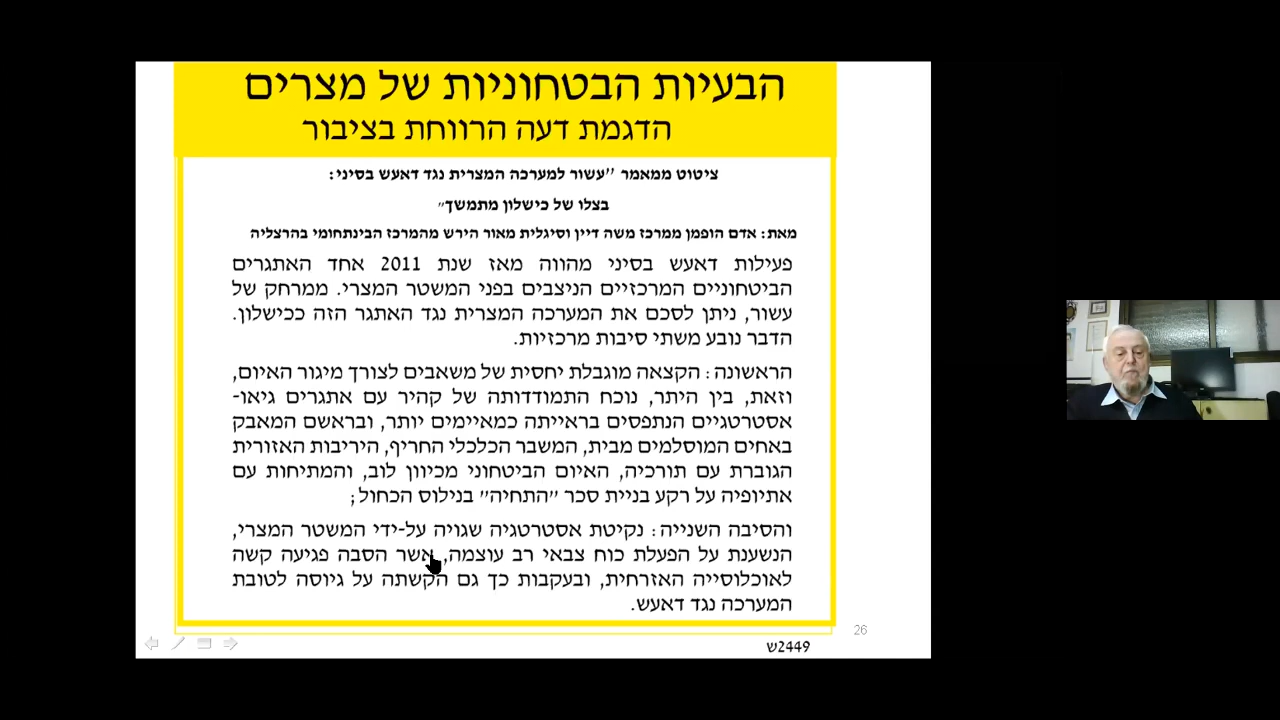 הבעיות הבטחוניות של מצרים
הדגמת דעה הרווחת בציבור
ציטוט ממאמר "עשור למערכה המצרית נגד דאעש בסיני:
בצלו של כישלון מתמשך"
מאת: אדם הופמן ממרכז משה דיין וסיגלית מאור הירש מהמרכז הבינתחומי בהרצליה
פעילות דאעש בסיני מהווה מאז שנת 2011 אחד האתגרים
הביטחוניים המרכזיים הניצבים בפני המשטר המצרי. ממרחק של
עשור, ניתן לסכם את המערכה המצרית נגד האתגר הזה ככישלון.
הדבר נובע משתי סיבות מרכזיות.
הראשונה: הקצאה מוגבלת יחסית של משאבים לצורך מיגור האיום,
וזאת, בין היתר, נוכח התמודדותה של קהיר עם אתגרים גיאו-
אסטרטגיים הנתפסים בראייתה כמאיימים יותר, ובראשם המאבק
באחים המוסלמים מבית, המשבר הכלכלי החריף, היריבות האזורית
הגוברת עם תורכיה, האיום הביטחוני מכיוון לוב, והמתיחות עם
אתיופיה על רקע בניית סכר "התחיה" בנילוס הכחול;
והסיבה השנייה: נקיטת אסטרטגיה שגויה על-ידי המשטר המצרי,
הנשענת על הפעלת כוח צבאי רב עוצמה, אשר הסבה פגיעה קשה
לאוכלוסייה האזרחית, ובעקבות כך גם הקשתה על גיוסה לטובת
המערכה נגד דאעש.
26
2449ש